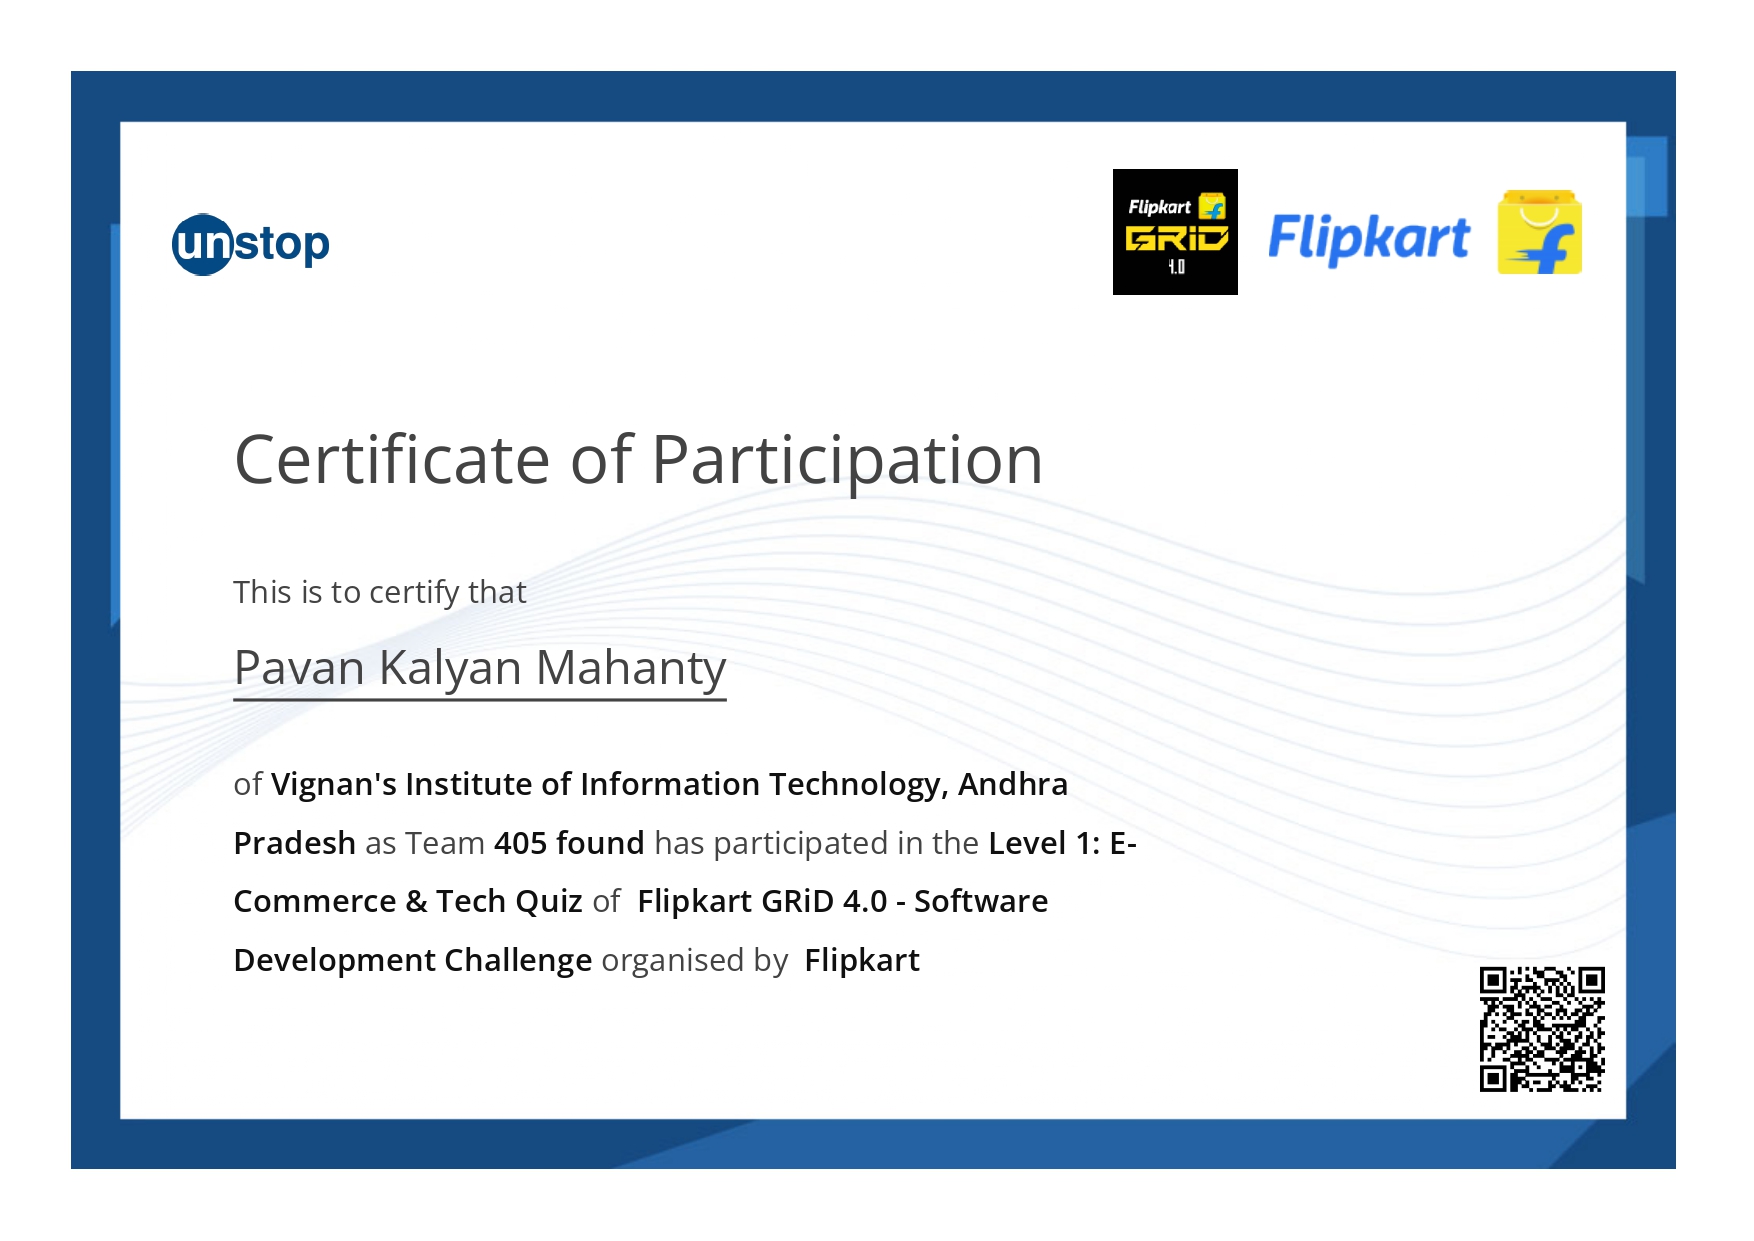 unstop
Flipkart
GRiD
4.0
Flipkart
Certificate of Participation
This is to certify that
Pavan Kalyan Mahanty
of Vignan's Institute of Information Technology, Andhra
Pradesh as Team 405 found has participated in the Level 1: E-
Commerce & Tech Quiz of  Flipkart GRiD 4.0 - Software
Development Challenge organised by  Flipkart